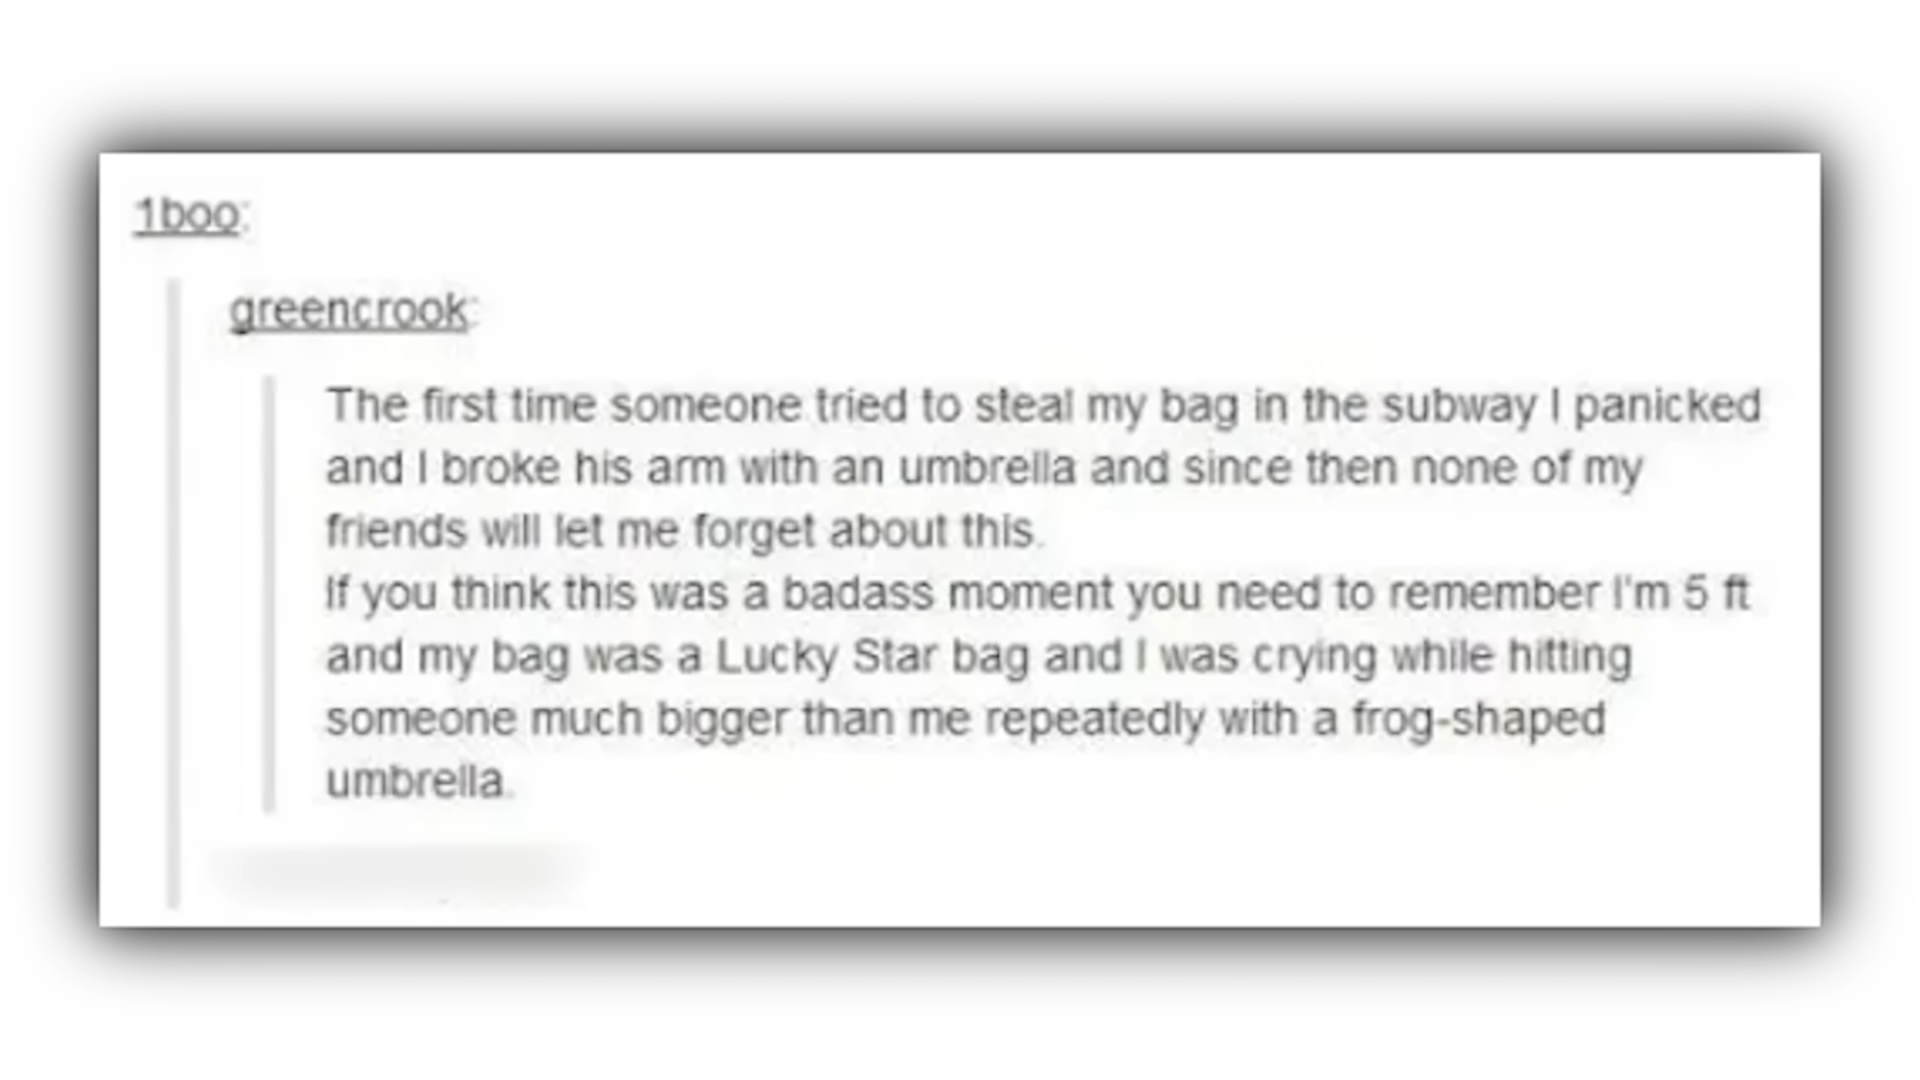 1boo:
greencrook:
The first time someone tried to steal my bag in the subway I panicked
and I broke his arm with an umbrella and since then none of my
friends will let me forget about this.
If you think this was a badass moment you need to remember I'm 5 ft
and my bag was a Lucky Star bag and I was crying while hitting
someone much bigger than me repeatedly with a frog-shaped
umbrella.